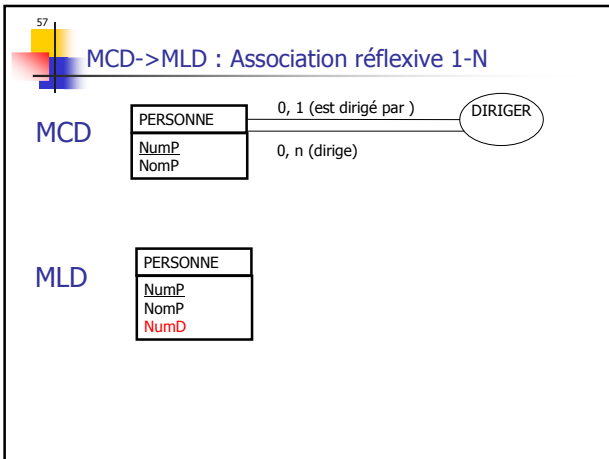 57
MCD->MLD : Association réflexive 1-N
MCD
PERSONNE
NumP
NomP
0, 1 (est dirigé par )
0, n (dirige)
DIRIGER
MLD
PERSONNE
NumP
NomP
NumD